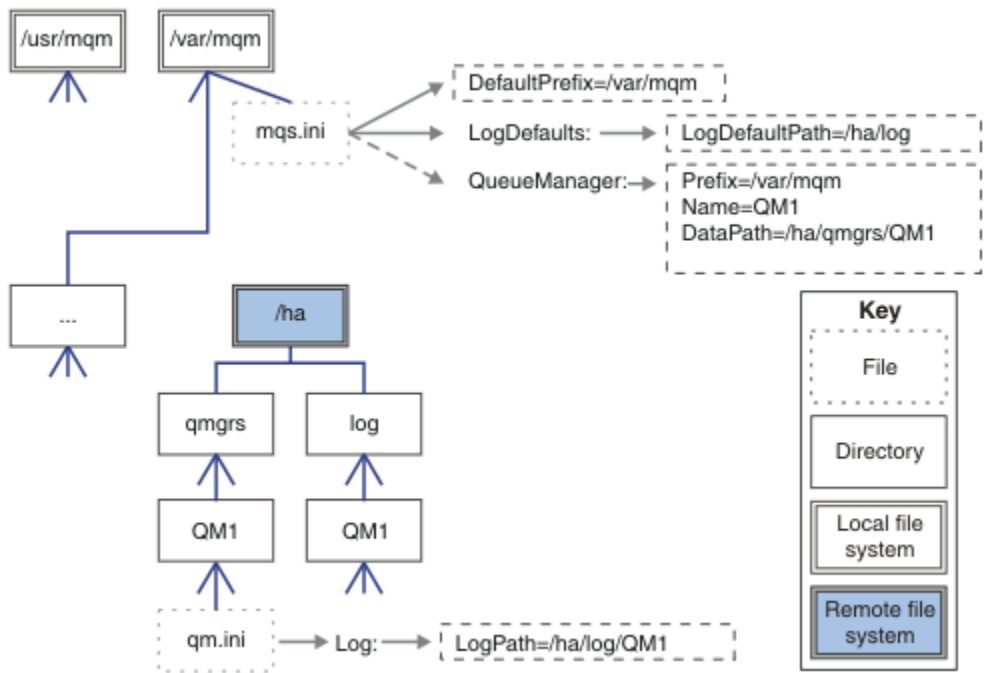 /usr/mqm
/var/mqm
mqs.ini
DefaultPrefix=/var/mqm
LogDefaults:
LogDefaultPath=/ha/log
QueueManager:
Prefix=/var/mqm
Name=QM1
DataPath=/ha/qmgrs/QM1
...
/ha
qmgrs
log
QM1
QM1
qm.ini
Log:
LogPath=/ha/log/QM1
Key
File
Directory
Local file
system
Remote file
system